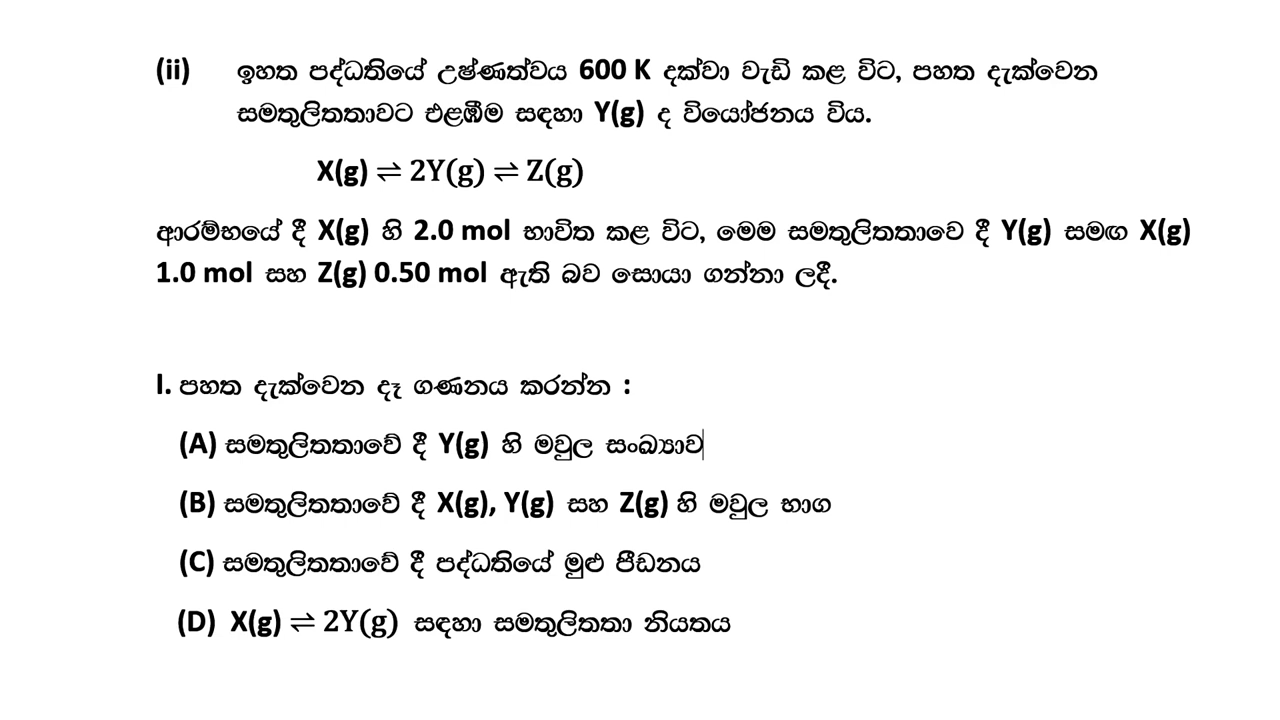 (ii) ඉහත පද්ධතියේ උෂ්ණත්වය 600 K දක්වා වැඩි කළ විට, පහත දැක්වෙන
සමතුලිතතාවට එළඹීම සඳහා Y(g) ද වියෝජනය විය.
X(g) ⇌ 2Y(g) ⇌ Z(g)
ආරම්භයේ දී X(g) හි 2.0 mol භාවිත කළ විට, මෙම සමතුලිතතාවෙ දී Y(g) සමඟ X(g)
1.0 mol සහ Z(g) 0.50 mol ඇති බව සොයා ගන්නා ලදී.
I. පහත දැක්වෙන දෑ ගණනය කරන්න :
(A) සමතුලිතතාවේ දී Y(g) හි මවුල සංඛ්‍යාව
(B) සමතුලිතතාවේ දී X(g), Y(g) සහ Z(g) හි මවුල භාග
(C) සමතුලිතතාවේ දී පද්ධතියේ මුළු පීඩනය
(D) X(g) ⇌ 2Y(g) සඳහා සමතුලිතතා නියතය